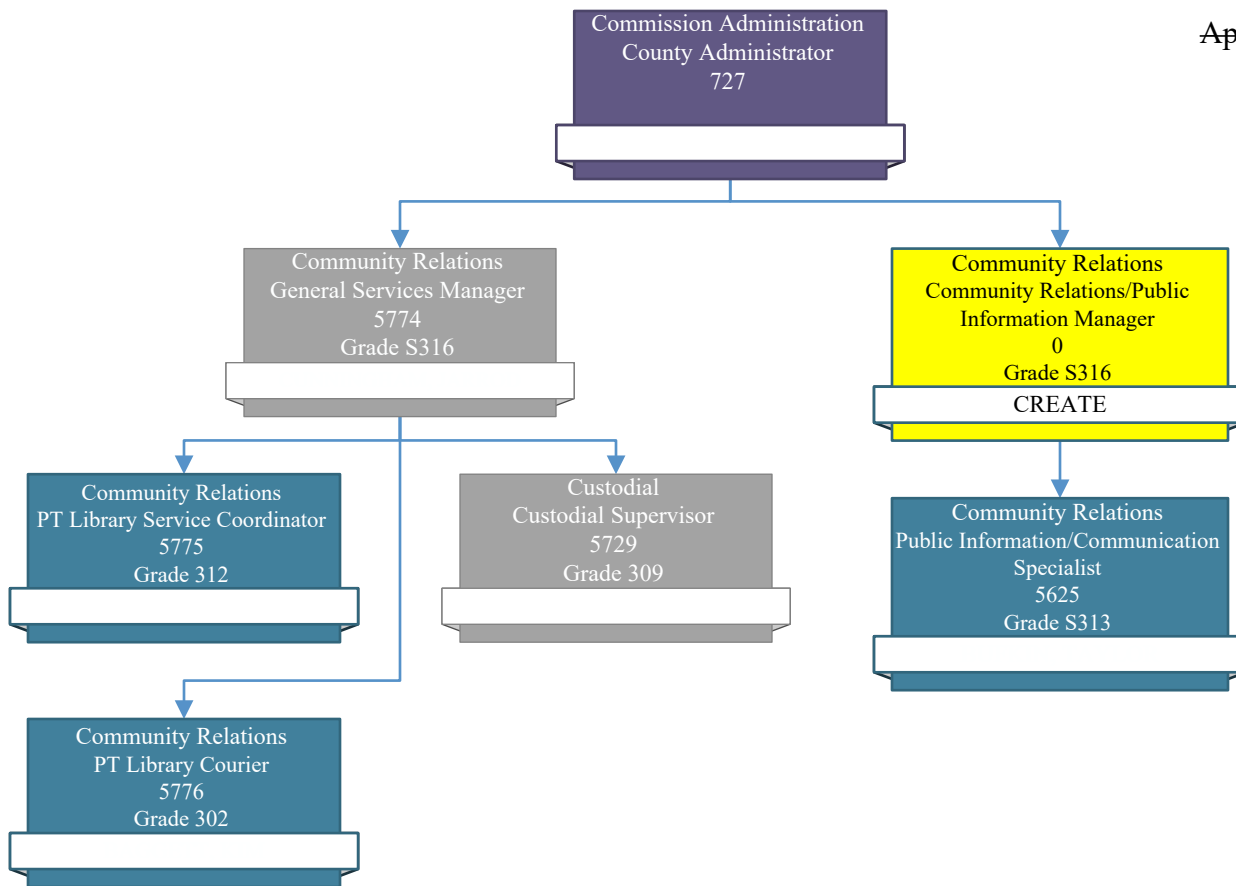 Commission Administration
County Administrator
727
Ap
Community Relations
General Services Manager
5774
Grade S316
Community Relations
Community Relations/Public
Information Manager
0
Grade S316
CREATE
Community Relations
PT Library Service Coordinator
5775
Grade 312
Custodial
Custodial Supervisor
5729
Grade 309
Community Relations
Public Information/Communication
Specialist
5625
Grade S313
Community Relations
PT Library Courier
5776
Grade 302